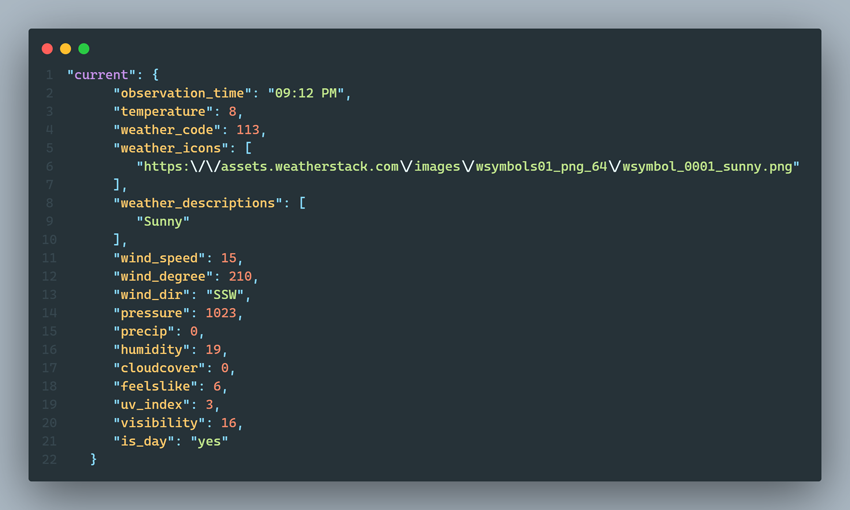 1 "current": {
2 "observation_time": "09:12 PM",
3 "temperature": 8,
4 "weather_code": 113,
5 "weather_icons": [
6 "https:\/\/assets.weatherstack.com\/images\/wsymbols01_png_64\/wsymbol_0001_sunny.png"
7 ],
8 "weather_descriptions": [
9 "Sunny"
10 ],
11 "wind_speed": 15,
12 "wind_degree": 210,
13 "wind_dir": "SSW",
14 "pressure": 1023,
15 "precip": 0,
16 "humidity": 19,
17 "cloudcover": 0,
18 "feelslike": 6,
19 "uv_index": 3,
20 "visibility": 16,
21 "is_day": "yes"
22 }